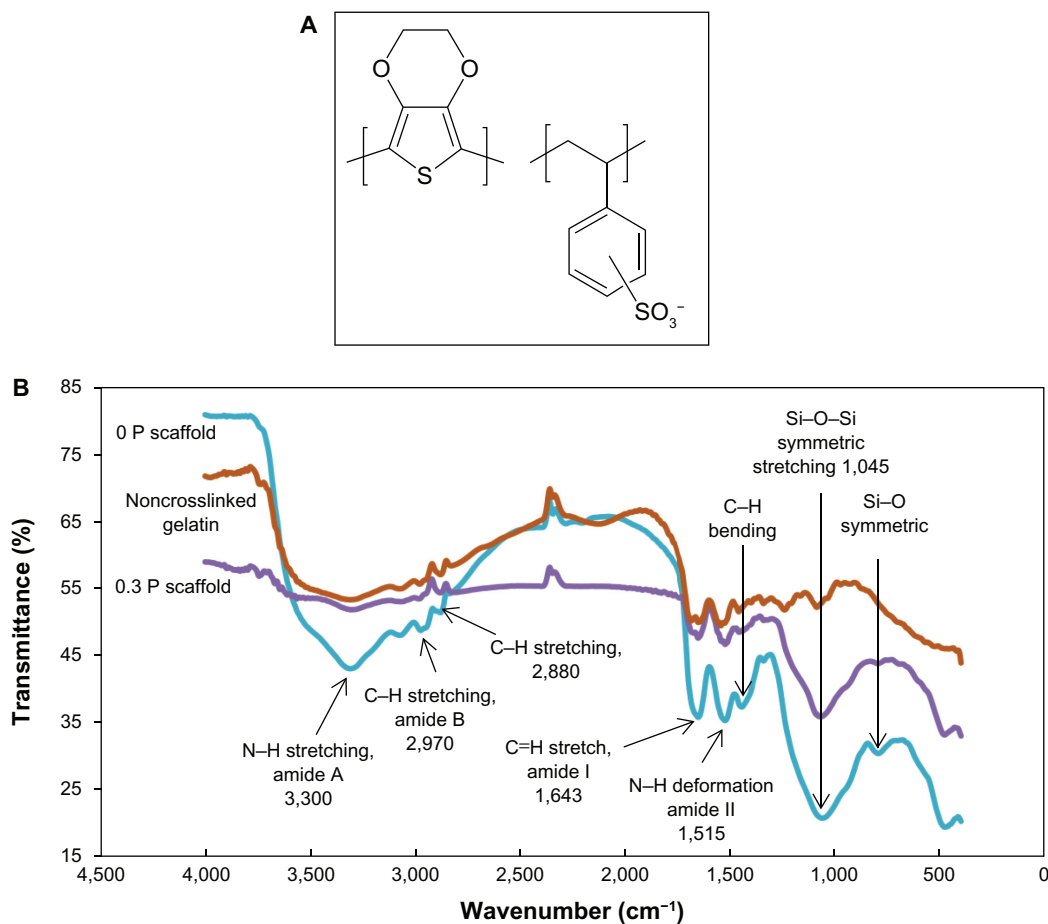 A
O
O
S
SO3−
B
85
75
65
55
45
35
25
15
Transmittance (%)
0 P scaffold
Noncrosslinked
gelatin
0.3 P scaffold
N–H stretching,
amide A
3,300
C–H stretching,
amide B
2,970
C–H stretching,
2,880
C=H stretch,
amide I
1,643
N–H deformation
amide II
1,515
C–H
bending
Si–O–Si
symmetric
stretching 1,045
Si–O
symmetric
4,500 4,000 3,500 3,000 2,500 2,000 1,500 1,000 500 0
Wavenumber (cm⁻¹)